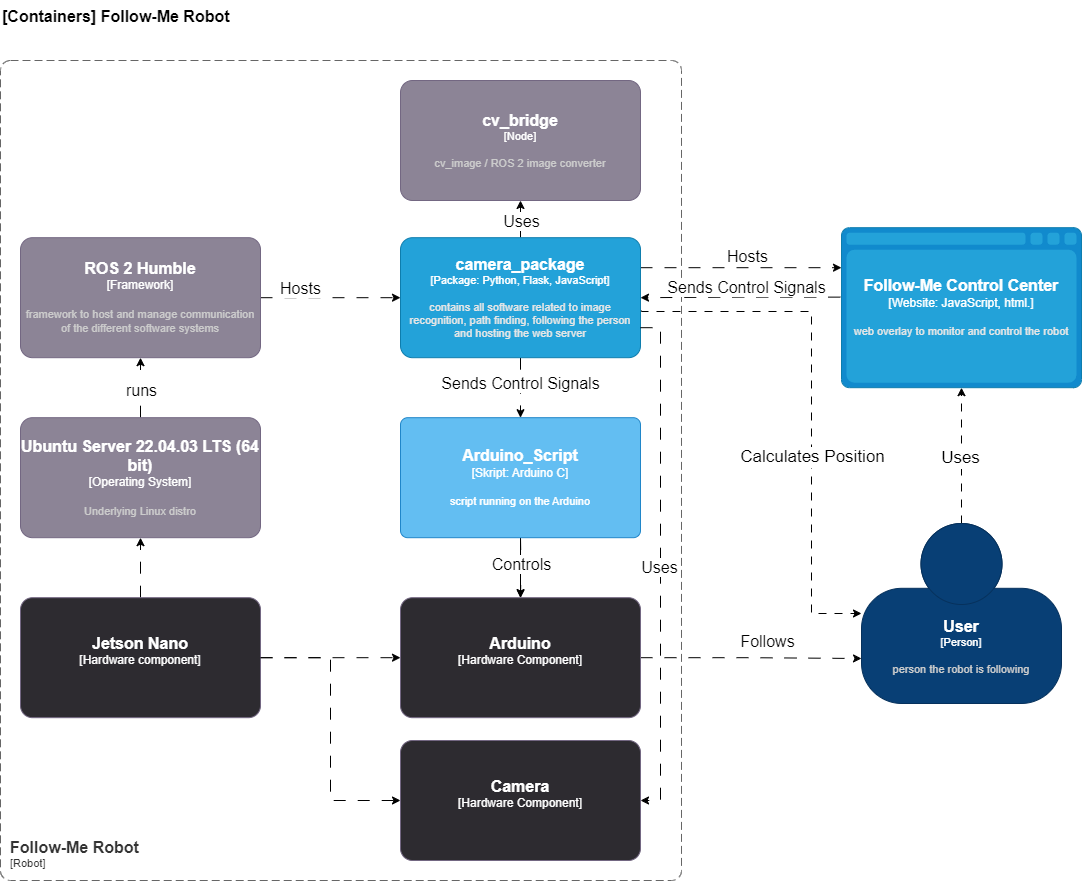 [Containers] Follow-Me Robot
cv_bridge
[Node]
cv_image / ROS 2 image converter
Uses
ROS 2 Humble
[Framework]
framework to host and manage communication
of the different software systems
Hosts
camera_package
[Package: Python, Flask, JavaScript]
contains all software related to image
recognition, path finding, following the person
and hosting the web server
Hosts
Sends Control Signals
Follow-Me Control Center
[Website: JavaScript, html.]
web overlay to monitor and control the robot
runs
Sends Control Signals
Ubuntu Server 22.04.03 LTS (64
bit)
[Operating System]
Underlying Linux distro
Arduino_Script
[Skript: Arduino C]
script running on the Arduino
Calculates Position
Uses
Controls
Uses
Jetson Nano
[Hardware component]
Arduino
[Hardware Component]
Follows
User
[Person]
person the robot is following
Camera
[Hardware Component]
Follow-Me Robot
[Robot]